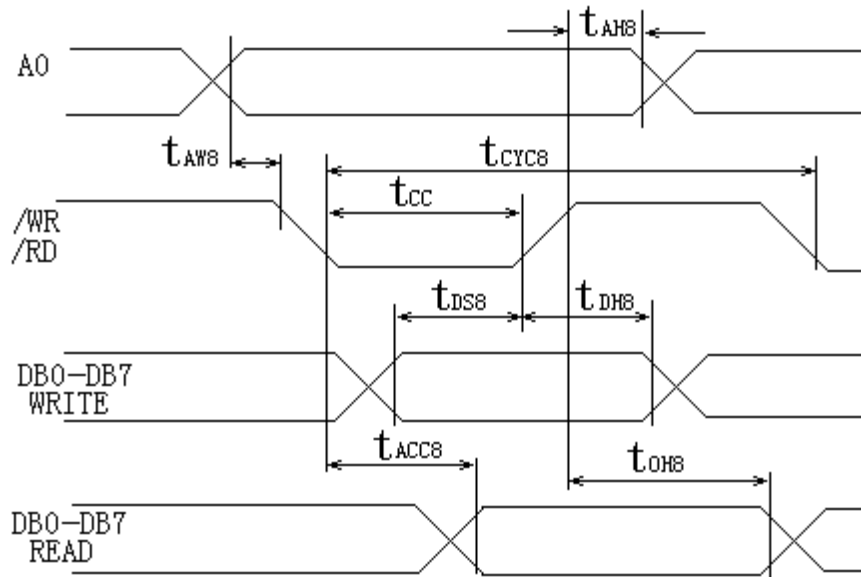 tAH8
A0
tAW8
tCYC8
tCC
/WR
/RD
tDS8
tDH8
DB0-DB7
WRITE
tACC8
tOH8
DB0-DB7
READ